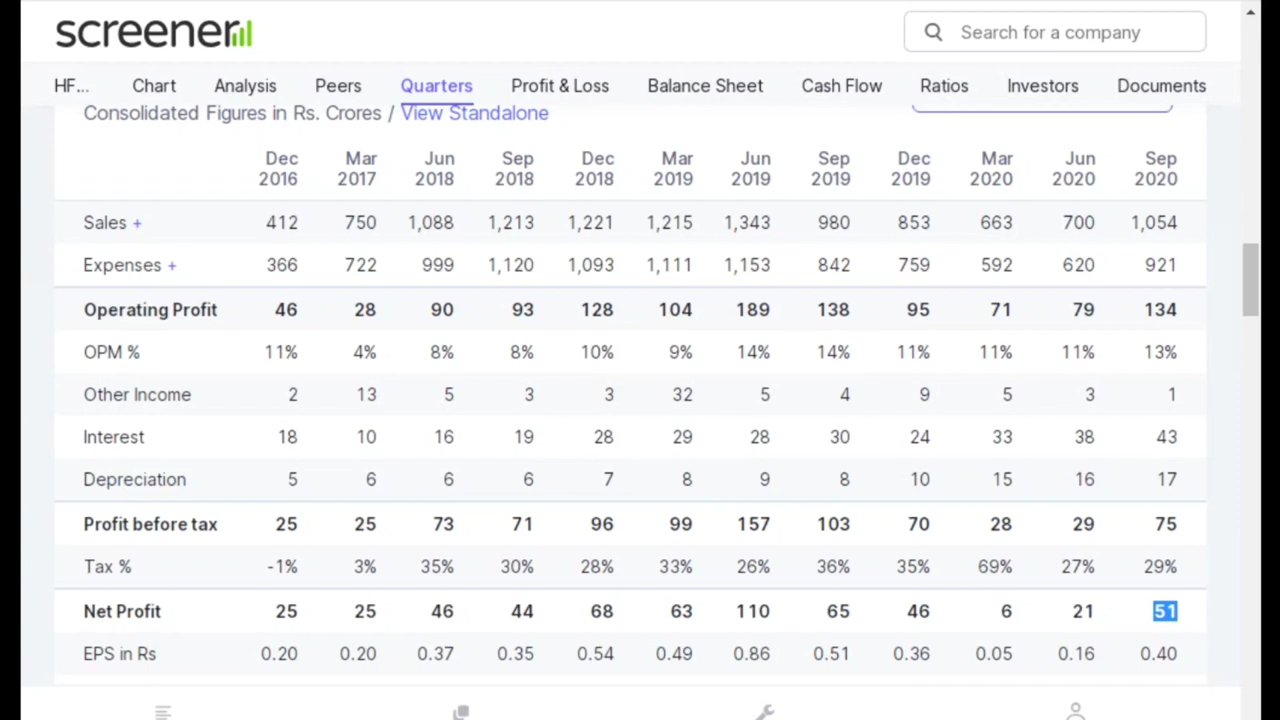 screener
Search for a company
HF... Chart Analysis Peers Quarters Profit & Loss Balance Sheet Cash Flow Ratios Investors Documents
Consolidated Figures in Rs. Crores / View Standalone
Dec 2016 Mar 2017 Jun 2018 Sep 2018 Dec 2018 Mar 2019 Jun 2019 Sep 2019 Dec 2019 Mar 2020 Jun 2020 Sep 2020
Sales + 412 750 1,088 1,213 1,221 1,215 1,343 980 853 663 700 1,054
Expenses + 366 722 999 1,120 1,093 1,111 1,153 842 759 592 620 921
Operating Profit 46 28 90 93 128 104 189 138 95 71 79 134
OPM % 11% 4% 8% 8% 10% 9% 14% 14% 11% 11% 11% 13%
Other Income 2 13 5 3 3 32 5 4 9 5 3 1
Interest 18 10 16 19 28 29 28 30 24 33 38 43
Depreciation 5 6 6 6 7 8 9 8 10 15 16 17
Profit before tax 25 25 73 71 96 99 157 103 70 28 29 75
Tax % -1% 3% 35% 30% 28% 33% 26% 36% 35% 69% 27% 29%
Net Profit 25 25 46 44 68 63 110 65 46 6 21 51
EPS in Rs 0.20 0.20 0.37 0.35 0.54 0.49 0.86 0.51 0.36 0.05 0.16 0.40